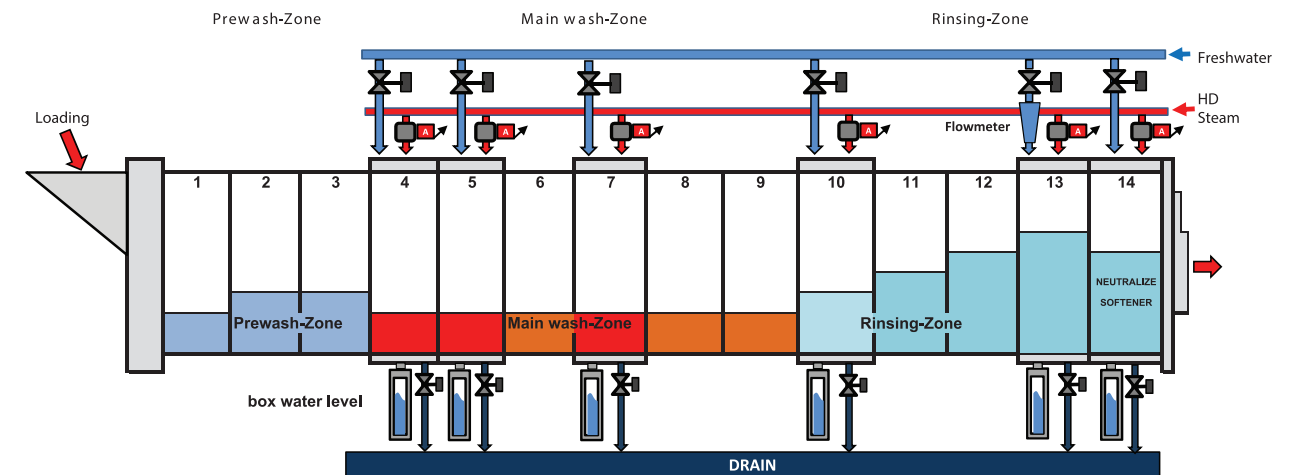 Prewash-Zone
Main wash-Zone
Rinsing-Zone
Freshwater
HD
Steam
Loading
Flowmeter
A
A
A
A
A
A
1
2
3
4
5
6
7
8
9
10
11
12
13
14
NEUTRALIZE
SOFTENER
Prewash-Zone
Main wash-Zone
Rinsing-Zone
box water level
DRAIN